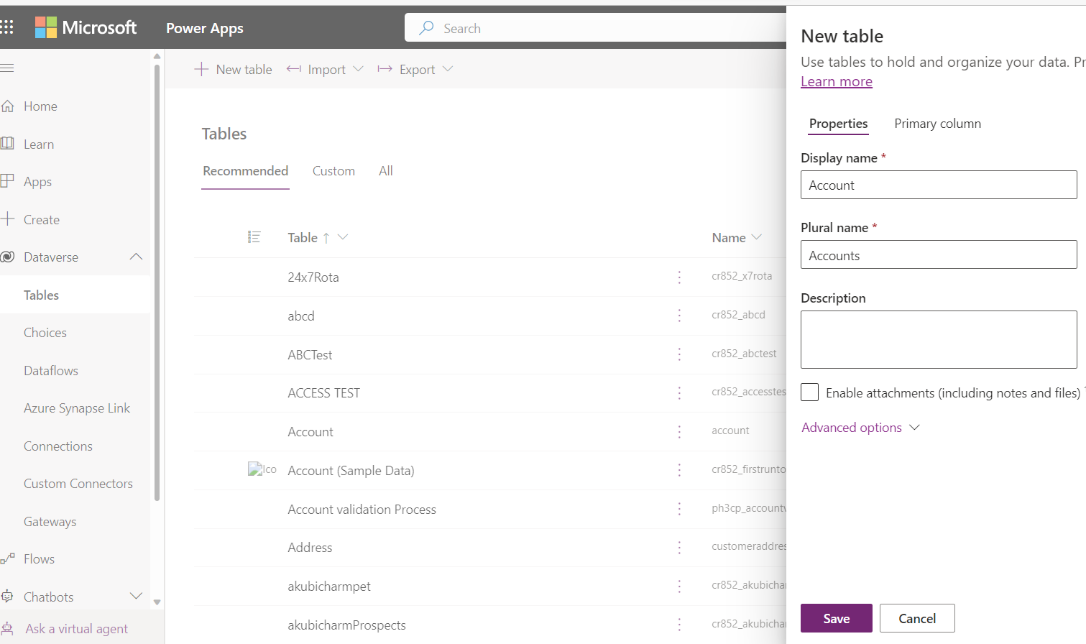 Microsoft
Power Apps
Search
Home
Learn
Apps
Create
Dataverse
Tables
Choices
Dataflows
Azure Synapse Link
Connections
Custom Connectors
Gateways
Flows
Chatbots
Ask a virtual agent
New table
Import
Export
Tables
Recommended
Custom
All
Table ↑
Name
24x7Rota
cr852_x7rota
abcd
cr852_abcd
ABCTest
cr852_abctest
ACCESS TEST
cr852_accesstes
Account
account
Ico
Account (Sample Data)
cr852_firstrunto
Account validation Process
ph3cp_account
Address
customeraddre
akubicharmpet
cr852_akubicha
akubicharmProspects
cr852_akubicha
New table
Use tables to hold and organize your data. Pr
Learn more
Properties
Primary column
Display name *
Account
Plural name *
Accounts
Description
Enable attachments (including notes and files)
Advanced options
Save
Cancel